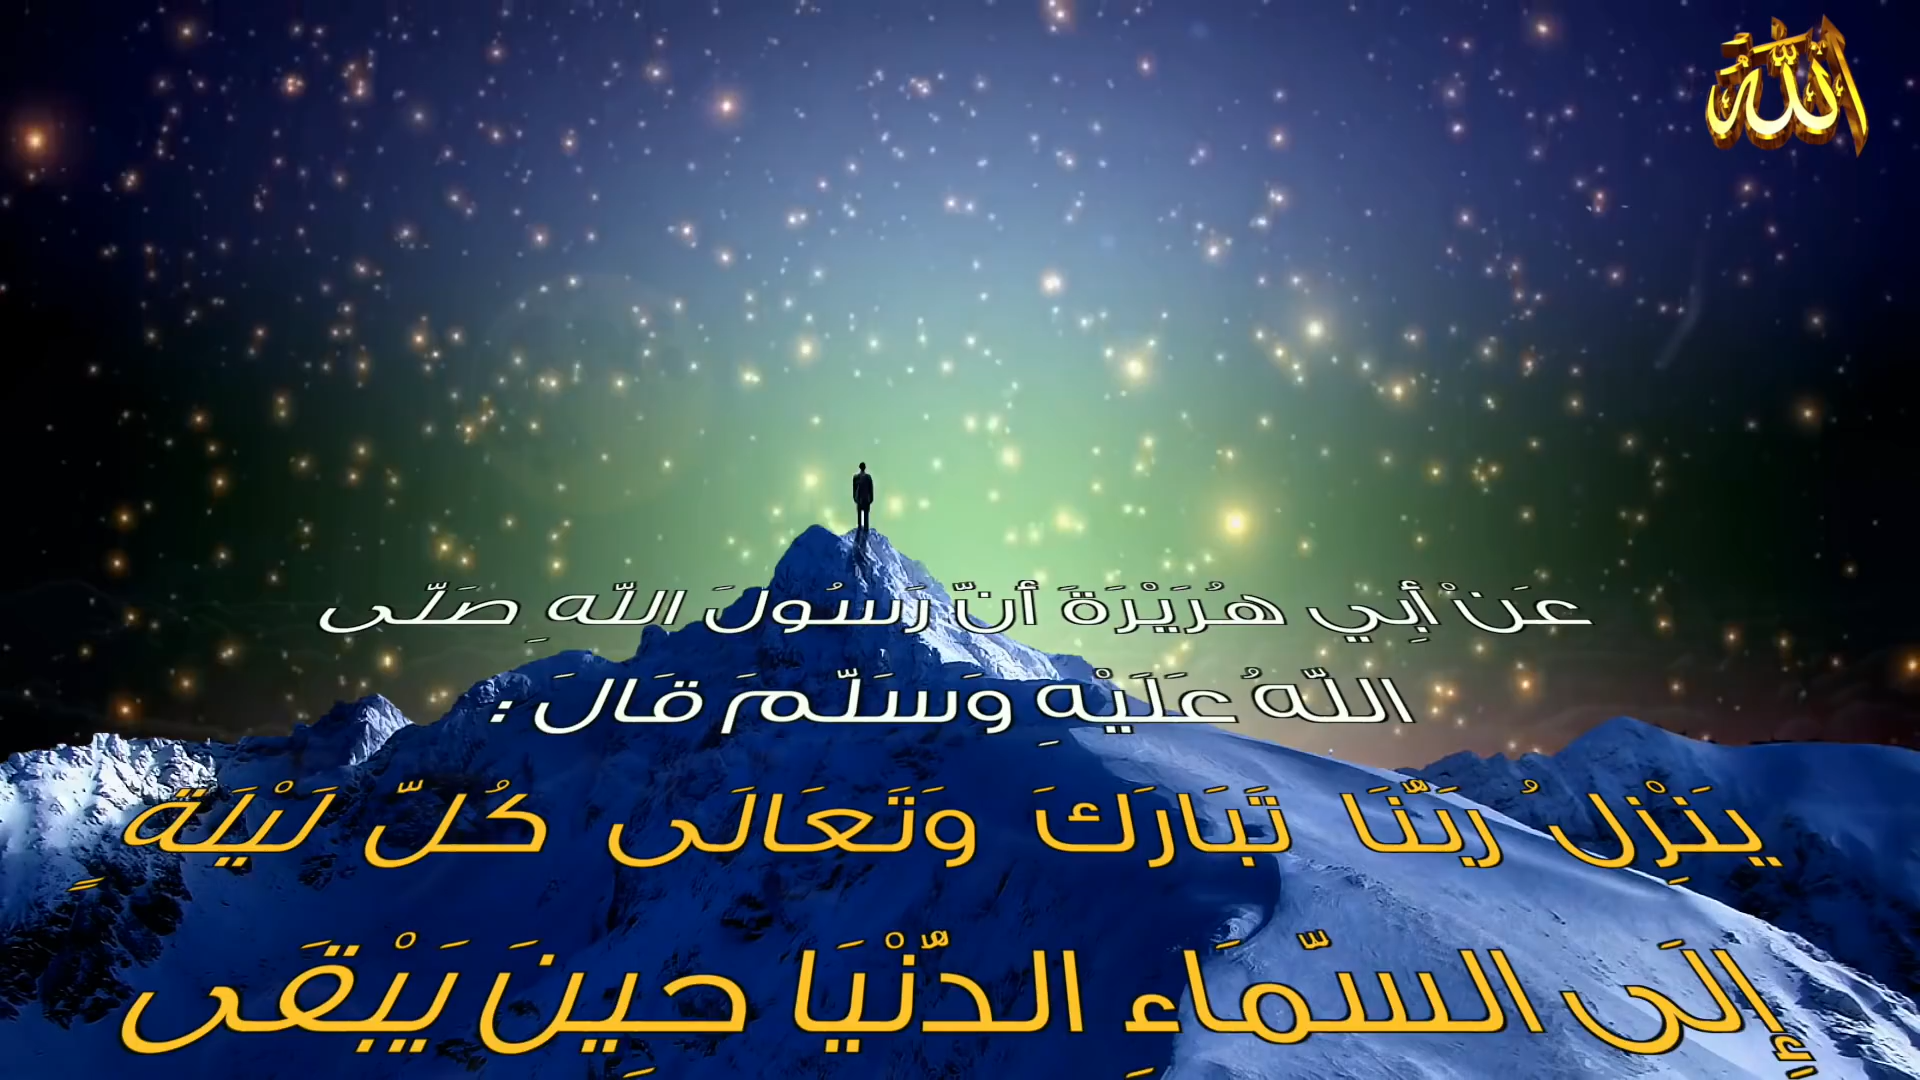 الله
عَنْ أَبِي هُرَيْرَةَ أَنَّ رَسُولَ اللَّهِ صَلَّى
اللَّهُ عَلَيْهِ وَسَلَّمَ قَالَ :
يَنْزِلُ رَبُّنَا تَبَارَكَ وَتَعَالَى كُلَّ لَيْلَةٍ
إِلَى السَّمَاءِ الدُّنْيَا حِينَ يَبْقَى